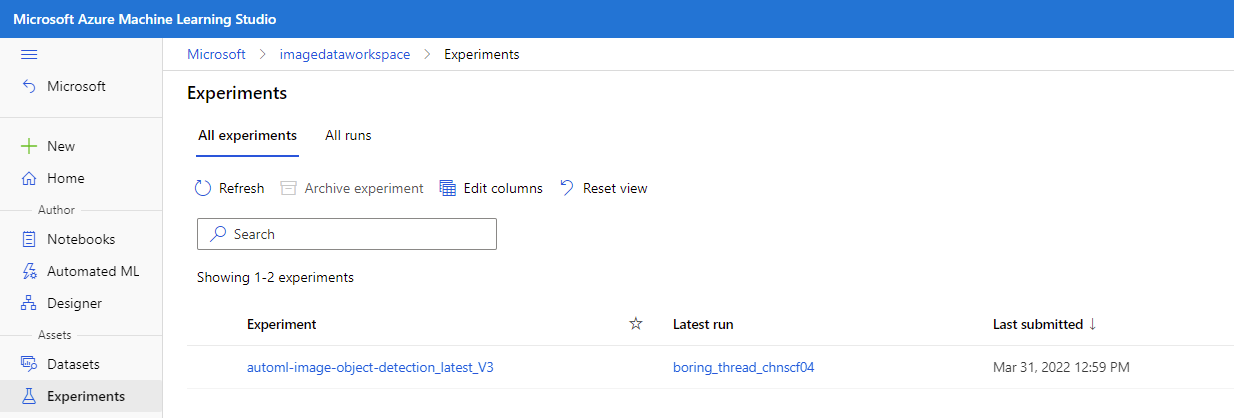 Microsoft Azure Machine Learning Studio
Microsoft > imagedataworkspace > Experiments
Microsoft
New
Home
Author
Notebooks
Automated ML
Designer
Assets
Datasets
Experiments
Experiments
All experiments All runs
Refresh Archive experiment Edit columns Reset view
Search
Showing 1-2 experiments
Experiment Latest run Last submitted ↓
automl-image-object-detection_latest_V3 boring_thread_chnscf04 Mar 31, 2022 12:59 PM